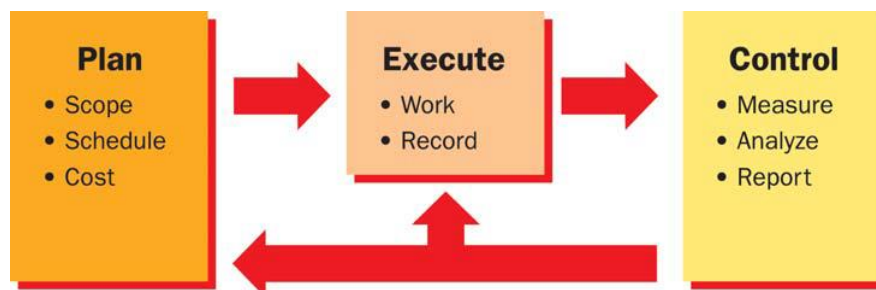 Plan
• Scope
• Schedule
• Cost
Execute
• Work
• Record
Control
• Measure
• Analyze
• Report